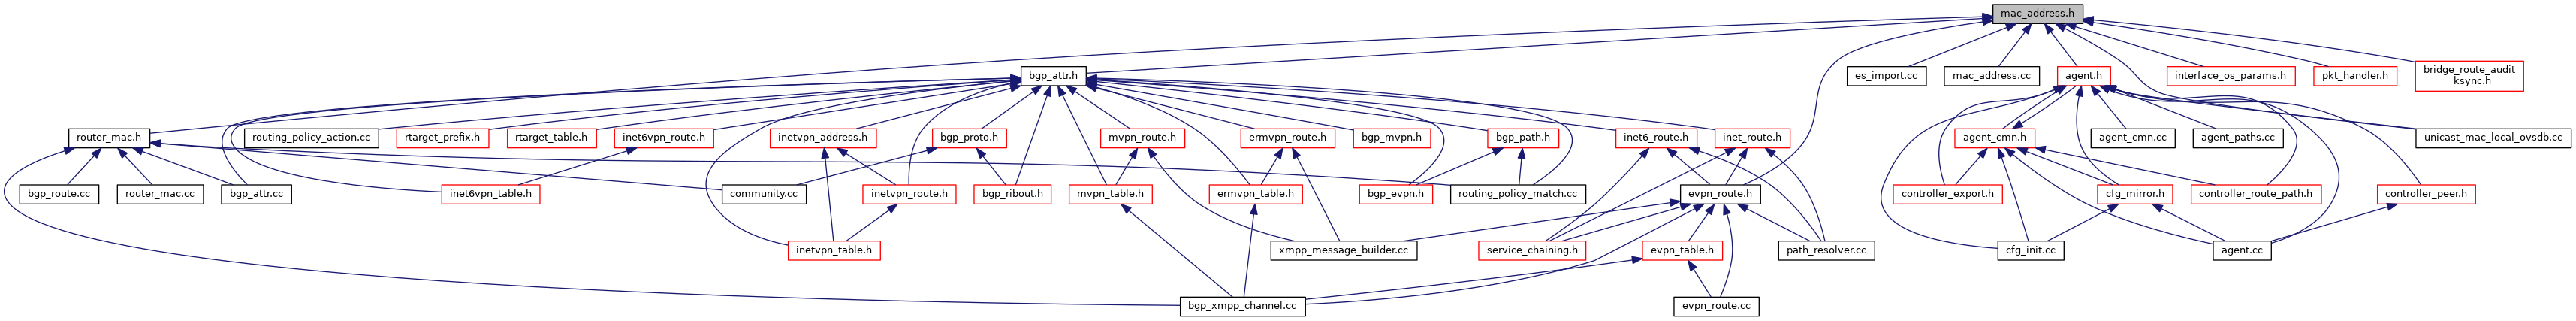 mac_address.h
bgp_attr.h
es_import.cc
mac_address.cc
agent.h
interface_os_params.h
pkt_handler.h
bridge_route_audit
_ksync.h
router_mac.h
routing_policy_action.cc
rtarget_prefix.h
rtarget_table.h
inet6vpn_route.h
inetvpn_address.h
bgp_proto.h
mvpn_route.h
ermvpn_route.h
bgp_mvpn.h
bgp_path.h
inet6_route.h
inet_route.h
agent_cmn.h
agent_cmn.cc
agent_paths.cc
unicast_mac_local_ovsdb.cc
bgp_route.cc
router_mac.cc
bgp_attr.cc
inet6vpn_table.h
community.cc
inetvpn_route.h
bgp_ribout.h
mvpn_table.h
ermvpn_table.h
bgp_evpn.h
routing_policy_match.cc
evpn_route.h
controller_export.h
cfg_mirror.h
controller_route_path.h
controller_peer.h
inetvpn_table.h
xmpp_message_builder.cc
service_chaining.h
evpn_table.h
path_resolver.cc
cfg_init.cc
agent.cc
bgp_xmpp_channel.cc
evpn_route.cc